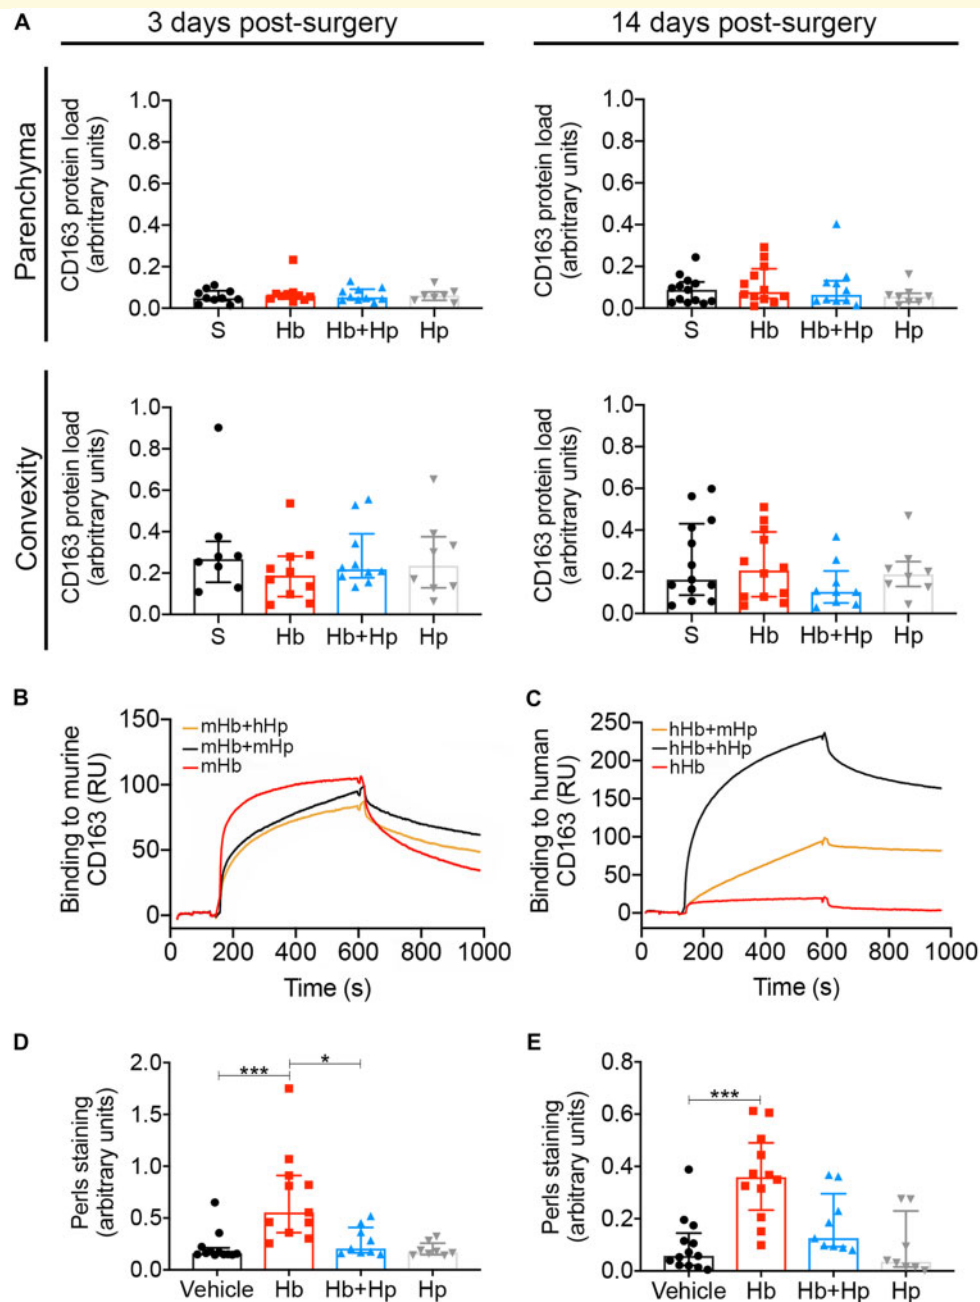 A
3 days post-surgery
14 days post-surgery
Parenchyma
CD163 protein load
(arbritrary units)
1.0
0.8
0.6
0.4
0.2
0.0
S Hb Hb+Hp Hp
CD163 protein load
(arbritrary units)
1.0
0.8
0.6
0.4
0.2
0.0
S Hb Hb+Hp Hp
Convexity
CD163 protein load
(arbritrary units)
1.0
0.8
0.6
0.4
0.2
0.0
S Hb Hb+Hp Hp
CD163 protein load
(arbritrary units)
1.0
0.8
0.6
0.4
0.2
0.0
S Hb Hb+Hp Hp
B
Binding to murine
CD163 (RU)
150
100
50
0
mHb+hHp
mHb+mHp
mHb
0 200 400 600 800 1000
Time (s)
C
Binding to human
CD163 (RU)
250
200
150
100
50
0
hHb+mHp
hHb+hHp
hHb
0 200 400 600 800 1000
Time (s)
D
Perls staining
(arbitrary units)
2.0
1.5
1.0
0.5
0.0
***
*
Vehicle Hb Hb+Hp Hp
E
Perls staining
(arbitrary units)
0.8
0.6
0.4
0.2
0.0
***
Vehicle Hb Hb+Hp Hp